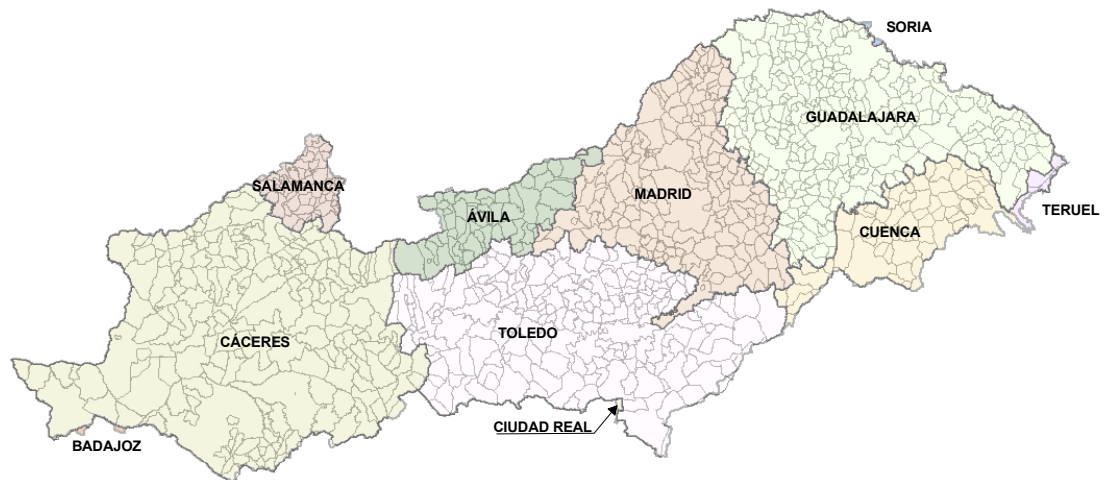 SORIA
GUADALAJARA
SALAMANCA
MADRID
TERUEL
ÁVILA
CUENCA
TOLEDO
CÁCERES
CIUDAD REAL
BADAJOZ